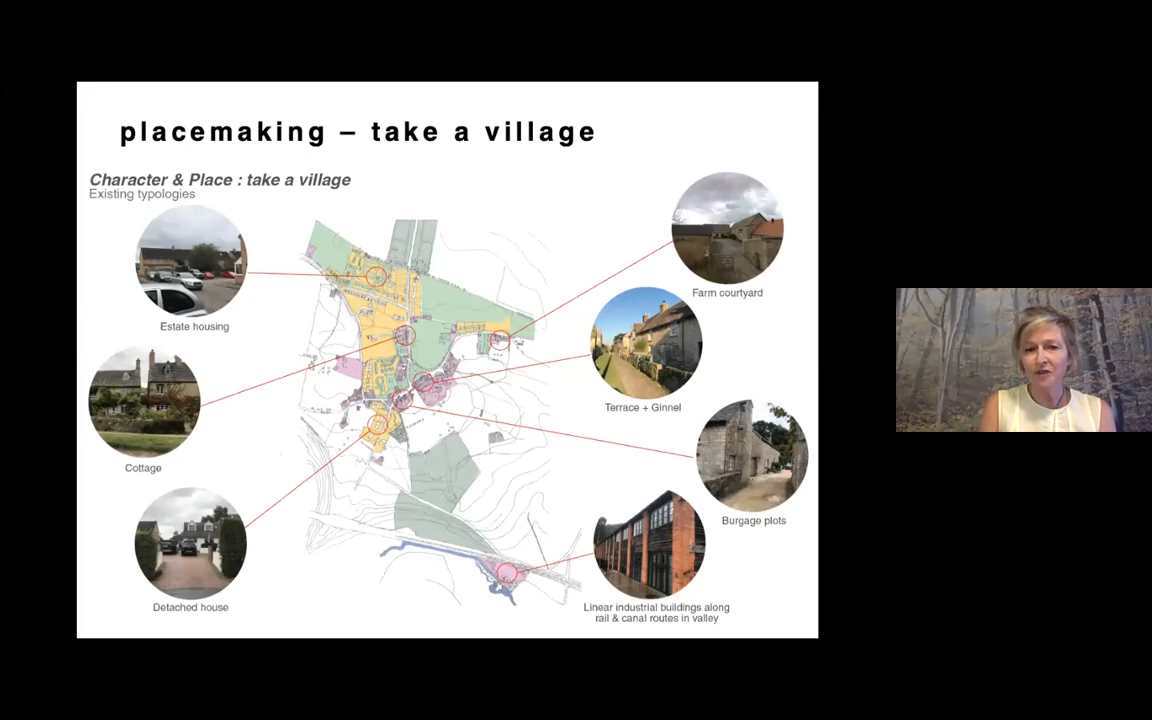 placemaking – take a village
Character & Place : take a village
Existing typologies
Estate housing
Cottage
Detached house
Farm courtyard
Terrace + Ginnel
Burgage plots
Linear industrial buildings along
rail & canal routes in valley